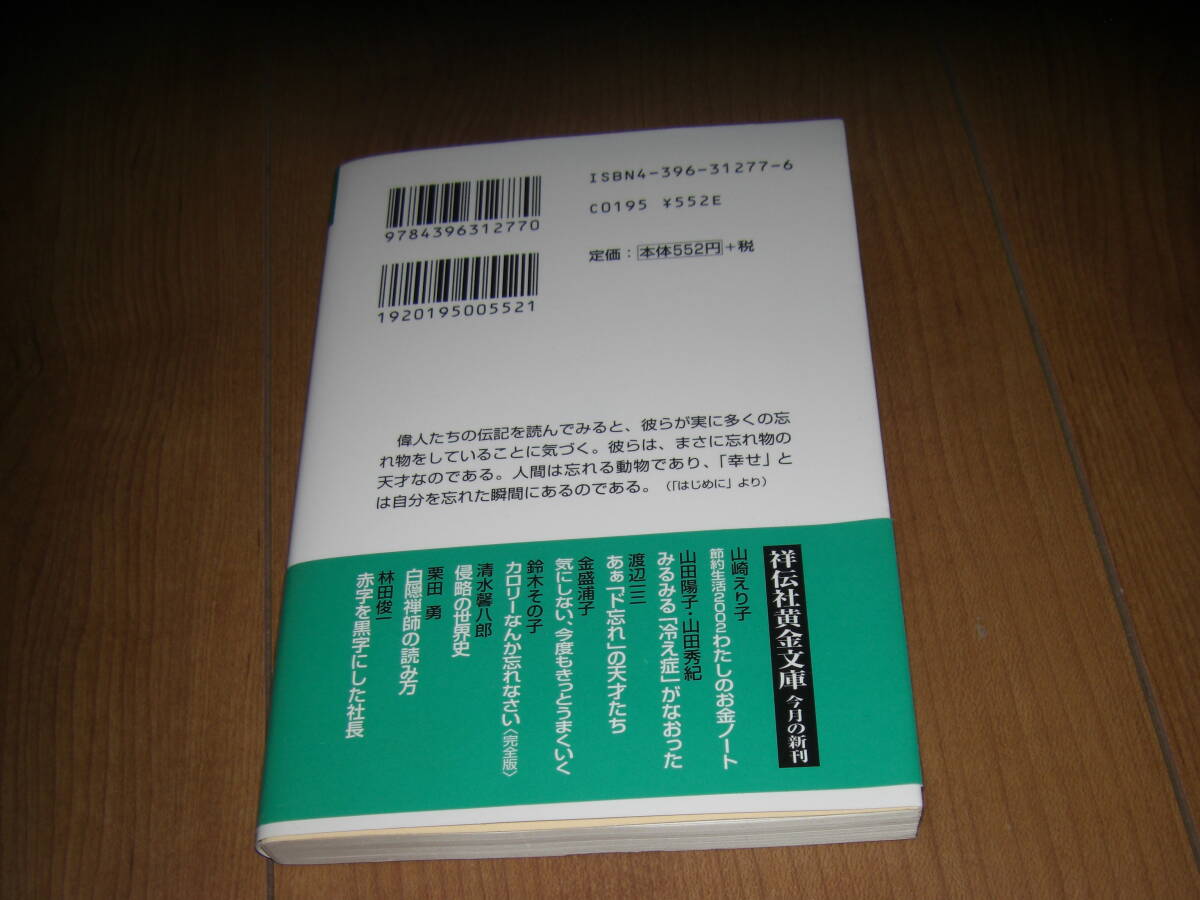 ISBN4-396-31277-6
C0195 ¥552E
定価：本体552円+税
9784396312770
1920195005521
偉人たちの伝記を読んでみると、彼らが実に多くの忘
れ物をしていることに気づく。彼らは、まさに忘れ物の
天才なのである。人間は忘れる動物であり、「幸せ」と
は自分を忘れた瞬間にあるのである。（「はじめに」より）
祥伝社黄金文庫 今月の新刊
山崎えり子
節約生活2002わたしのお金ノート
山田陽子・山田秀紀
みるみる「冷え症」がなおった
渡辺一三
あぁ「ド忘れ」の天才たち
金盛浦子
気にしない、今度もきっとうまくいく
鈴木その子
カロリーなんか忘れなさい〈完全版〉
清水馨八郎
侵略の世界史
栗田 勇
白隠禅師の読み方
林田俊一
赤字を黒字にした社長